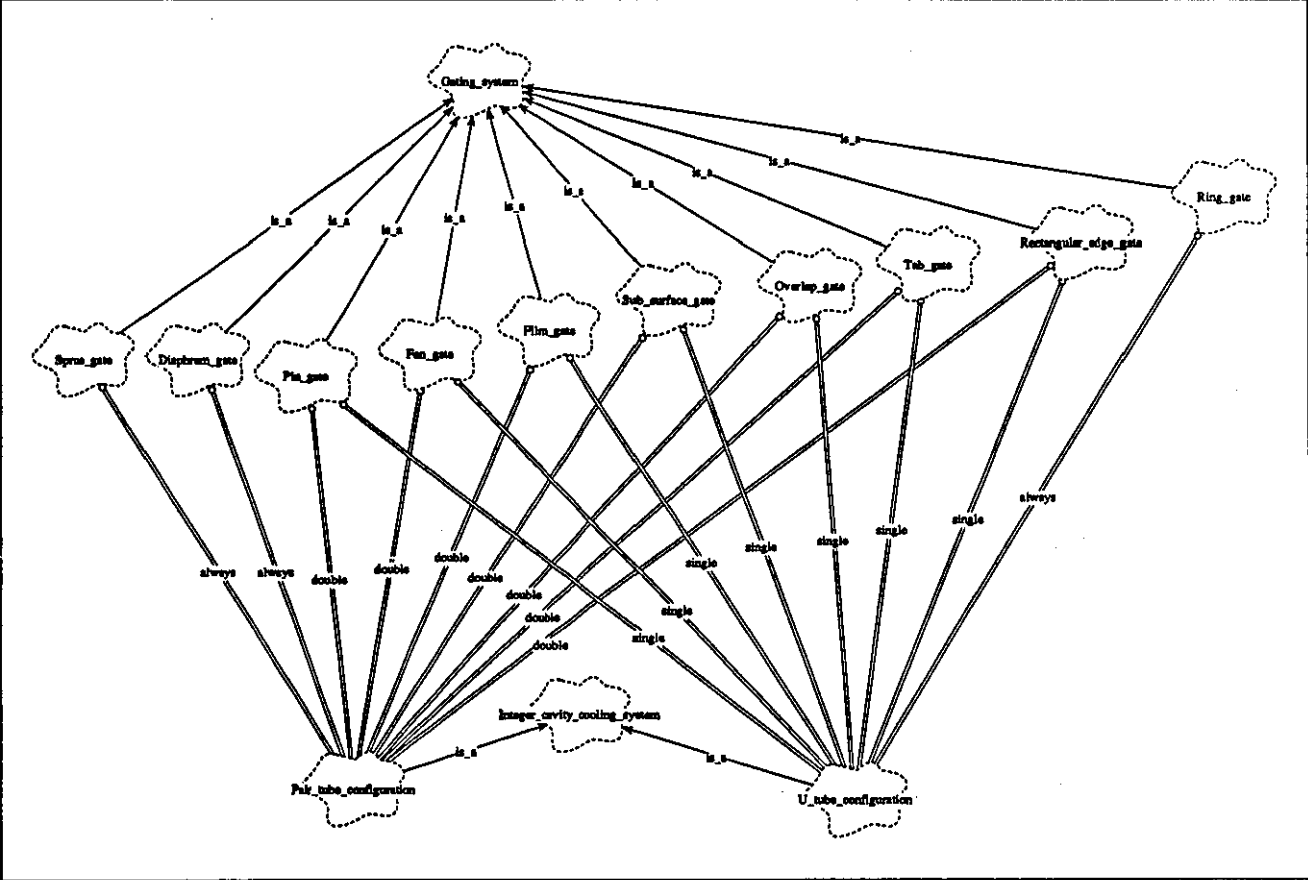 Gating_system
is_a
is_a
is_a
is_a
is_a
is_a
is_a
is_a
is_a
is_a
Ring_gate
Rectangular_edge_gate
Tab_gate
Overlap_gate
Sub_surface_gate
Film_gate
Fan_gate
Sprue_gate
Diaphram_gate
Pin_gate
always
single
single
single
single
single
single
single
always
always
double
double
double
double
double
double
double
Integer_cavity_cooling_system
is_a
is_a
Pair_tube_configuration
U_tube_configuration